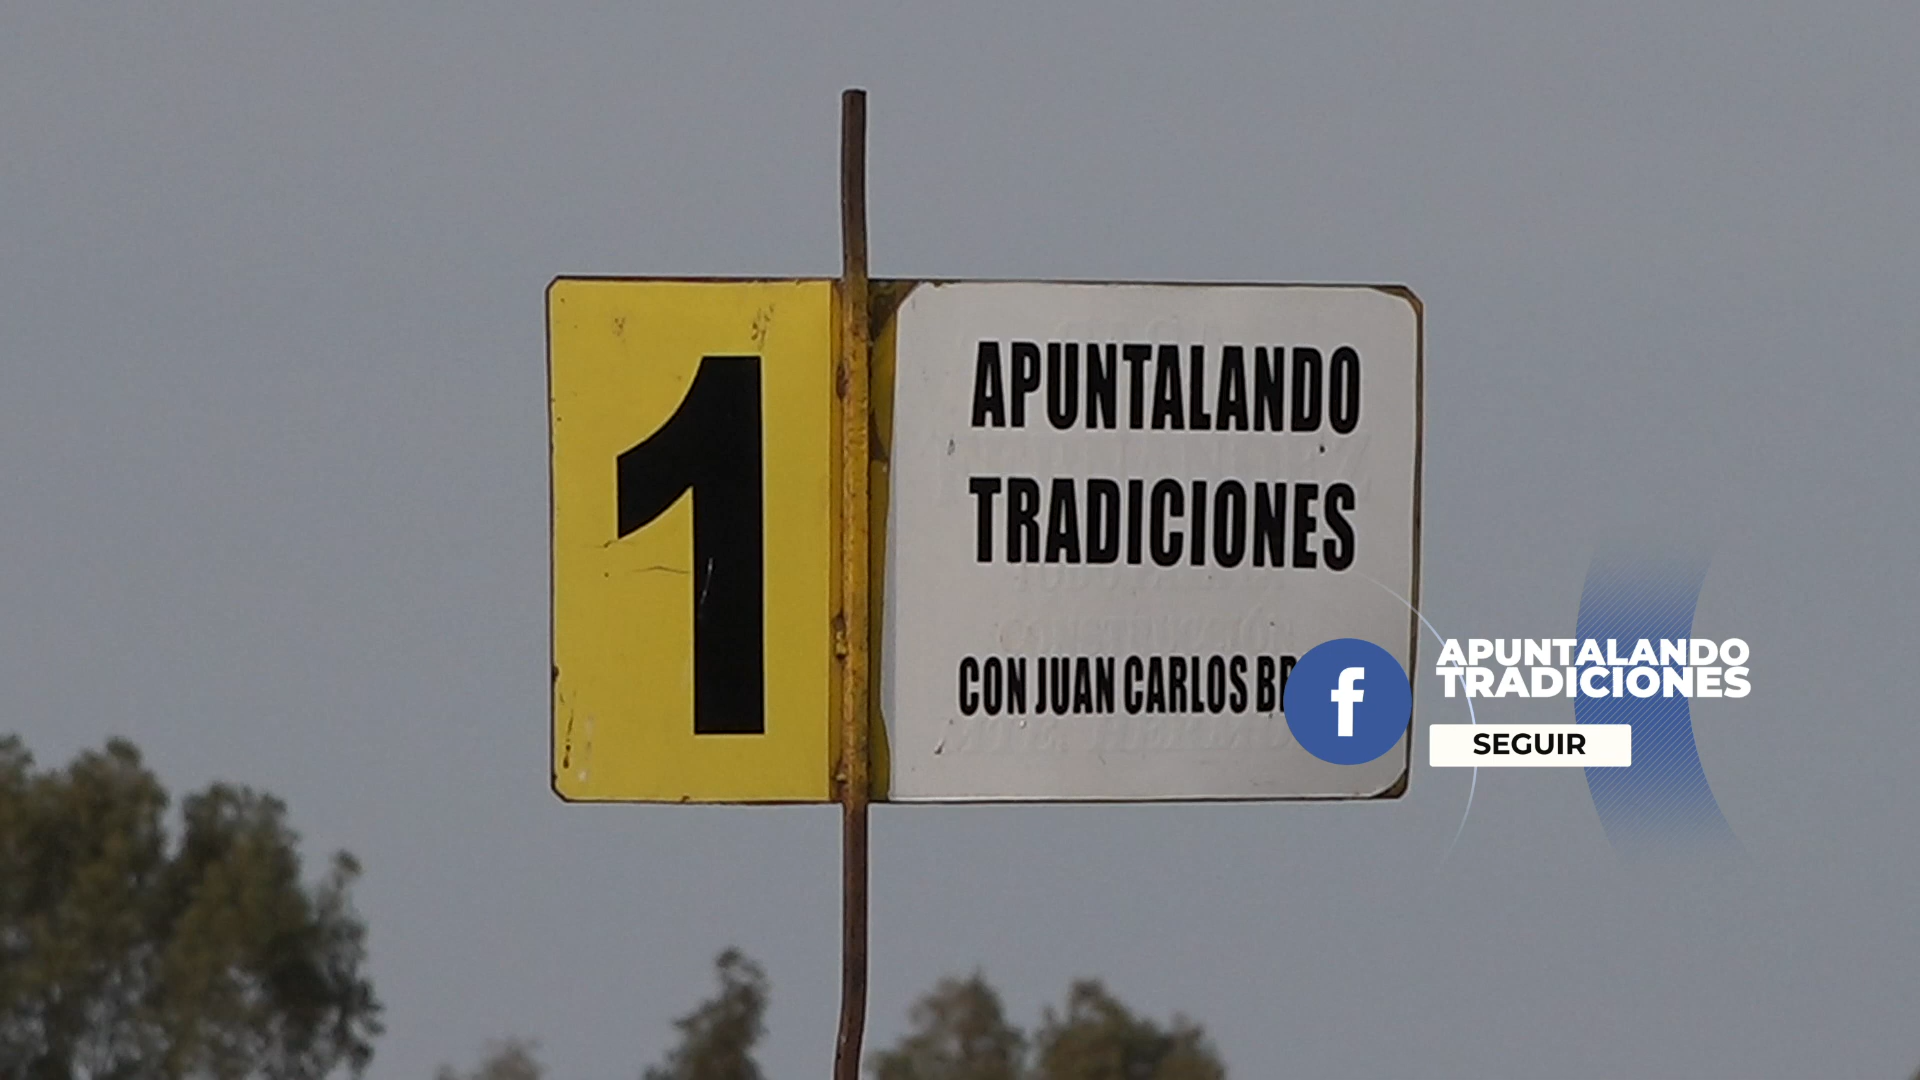 1
APUNTALANDO
TRADICIONES
CON JUAN CARLOS
f
APUNTALANDO
TRADICIONES
SEGUIR